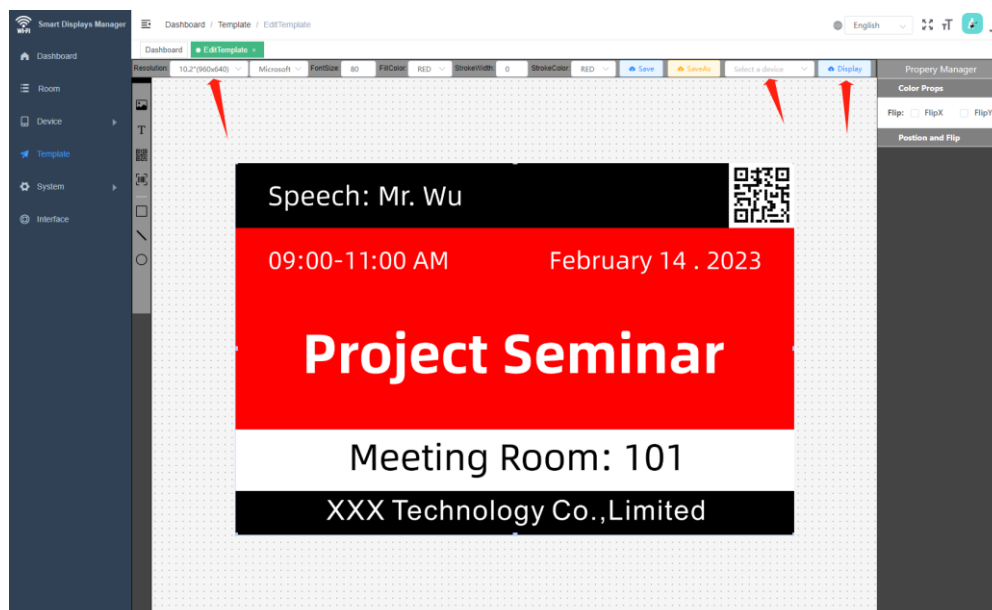 WI-FI
Smart Displays Manager
Dashboard / Template / EditTemplate
English
Dashboard
Room
Device
Template
System
Interface
Dashboard
EditTemplate ×
Resolution: 10.2"(960x640) Microsoft FontSize: 80 FillColor: RED StrokeWidth: 0 StrokeColor: RED Save SaveAs Select a device Display
Propery Manager
Color Props
Flip: FlipX FlipY
Postion and Flip
Speech: Mr. Wu
09:00-11:00 AM February 14 . 2023
Project Seminar
Meeting Room: 101
XXX Technology Co.,Limited